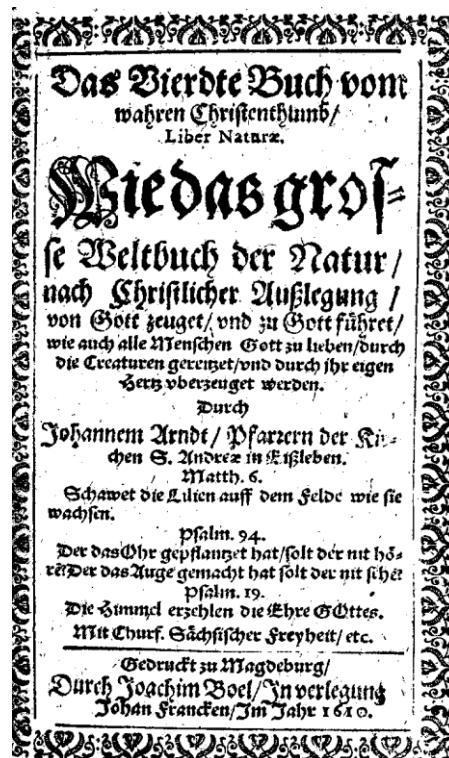 Das Vierdte Buch vom
wahren Christenthumb/
Liber Naturæ.
Wie das gros-
se Weltbuch der Natur/
nach Christlicher Außlegung /
von Gott zeuget/ vnd zu Gott führet/
wie auch alle Menschen Gott zu lieben/durch
die Creaturen gereitzet/vnd durch ihr eigen
Hertz vberzeuget werden.
Durch
Johannem Arndt/ Pfarrern der Kir-
chen S. Andreæ in Eißleben.
Matth. 6.
Schawet die Lilien auff dem Felde wie sie
wachsen.
Psalm. 94.
Der das Ohr gepflantzet hat/solt der nit hö-
rē? Der das Auge gemacht hat solt der nit sehē?
Psalm. 19.
Die Himmel erzehlen die Ehre GOttes.
Mit Churf. Sächsischer Freyheit/ etc.
Gedruckt zu Magdeburg/
Durch Joachim Boel/In verlegung
Johan Francken/Im Jahr 1610.